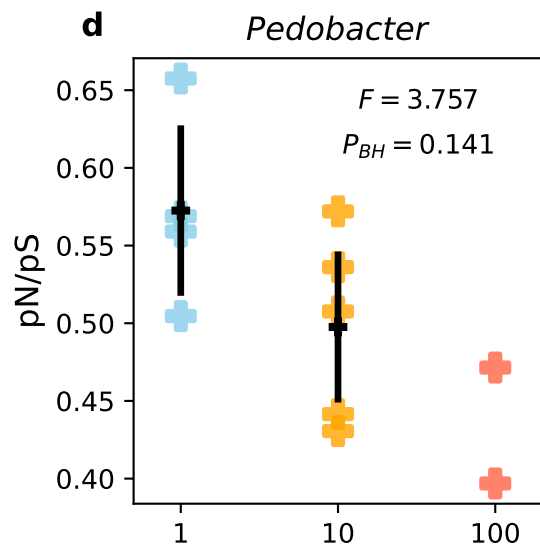 d
Pedobacter
F = 3.757
P_BH = 0.141
pN/pS
0.65
0.60
0.55
0.50
0.45
0.40
1 10 100